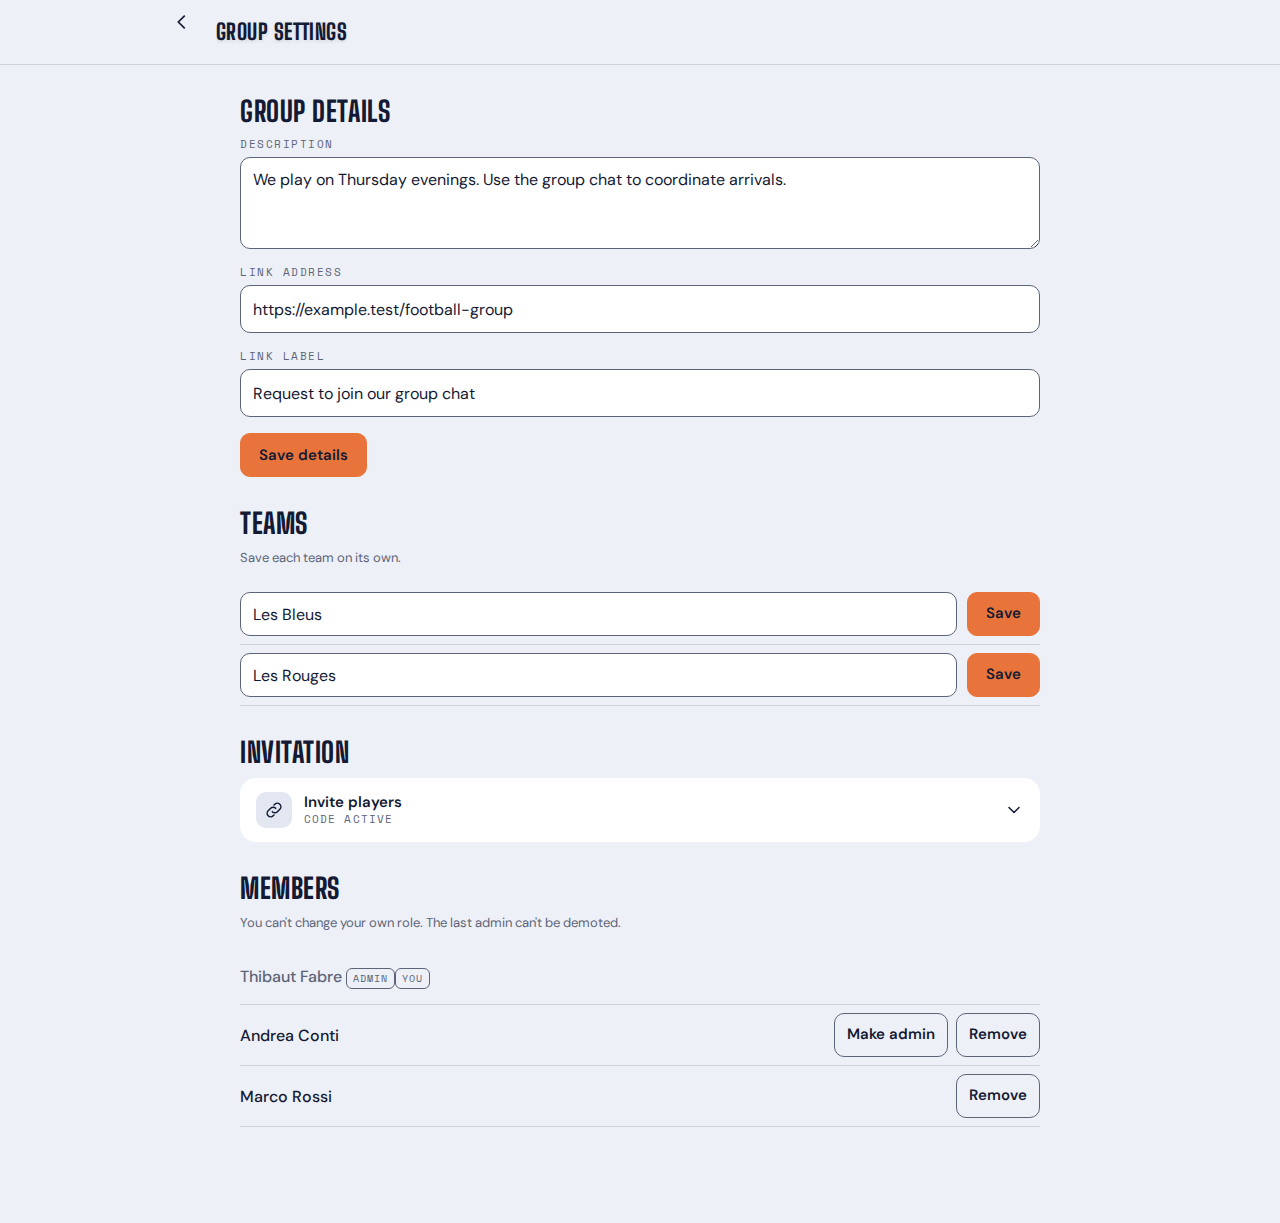 GROUP SETTINGS
GROUP DETAILS
DESCRIPTION
We play on Thursday evenings. Use the group chat to coordinate arrivals.
LINK ADDRESS
https://example.test/football-group
LINK LABEL
Request to join our group chat
Save details
TEAMS
Save each team on its own.
Les Bleus Save
Les Rouges Save
INVITATION
Invite players
CODE ACTIVE
MEMBERS
You can't change your own role. The last admin can't be demoted.
Thibaut Fabre ADMIN YOU
Andrea Conti Make admin Remove
Marco Rossi Remove